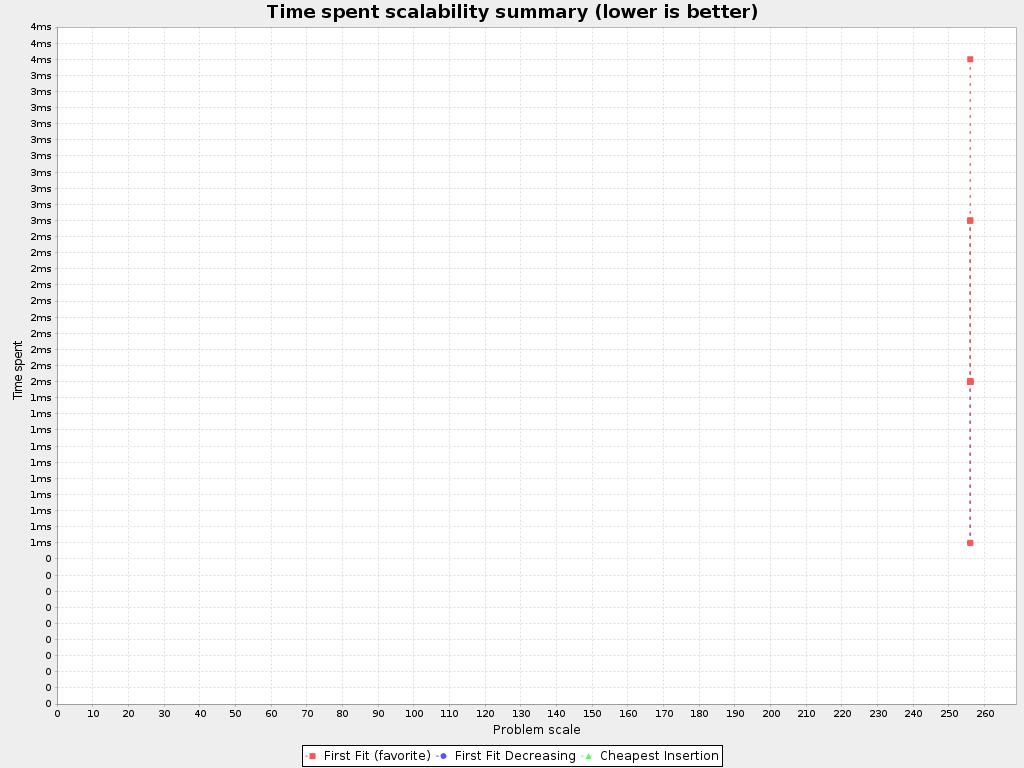 Time spent scalability summary (lower is better)
4ms
4ms
4ms
3ms
3ms
3ms
3ms
3ms
3ms
3ms
3ms
3ms
3ms
2ms
2ms
2ms
2ms
2ms
2ms
2ms
2ms
2ms
2ms
1ms
1ms
1ms
1ms
1ms
1ms
1ms
1ms
1ms
1ms
0
0
0
0
0
0
0
0
0
0
Time spent
0 10 20 30 40 50 60 70 80 90 100 110 120 130 140 150 160 170 180 190 200 210 220 230 240 250 260
Problem scale
First Fit (favorite) First Fit Decreasing Cheapest Insertion